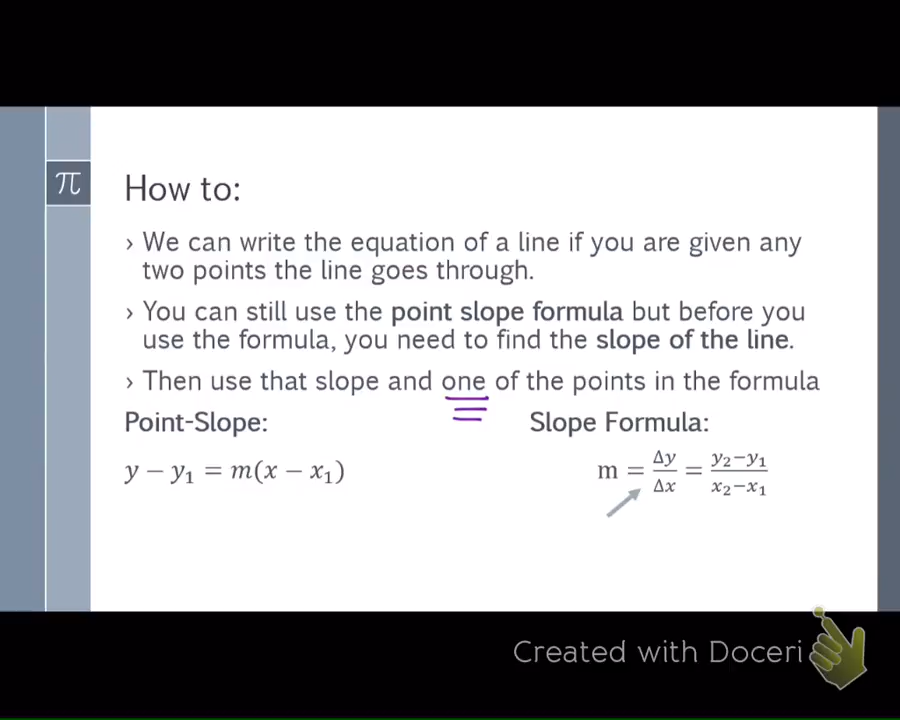 π
How to:
› We can write the equation of a line if you are given any
two points the line goes through.
› You can still use the point slope formula but before you
use the formula, you need to find the slope of the line.
› Then use that slope and one of the points in the formula
Point-Slope: Slope Formula:
y − y₁ = m(x − x₁) m = Δy/Δx = y₂−y₁/x₂−x₁
Created with Doceri